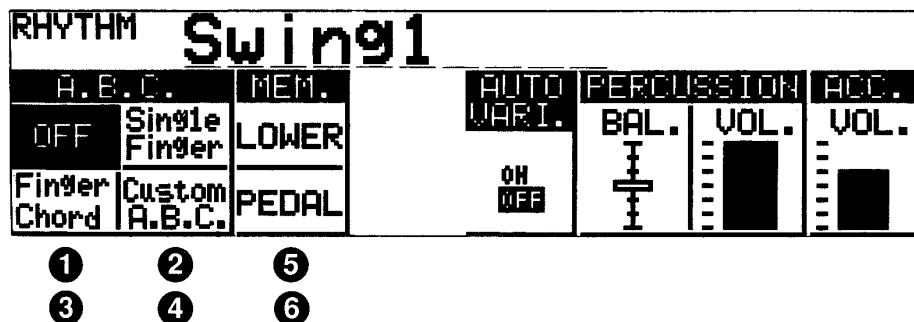 RHYTHM Swing1
A.B.C. MEM. AUTO VARI. PERCUSSION ACC.
OFF Single Finger LOWER BAL. VOL. VOL.
Finger Chord Custom A.B.C. PEDAL ON OFF
1 2 5
3 4 6